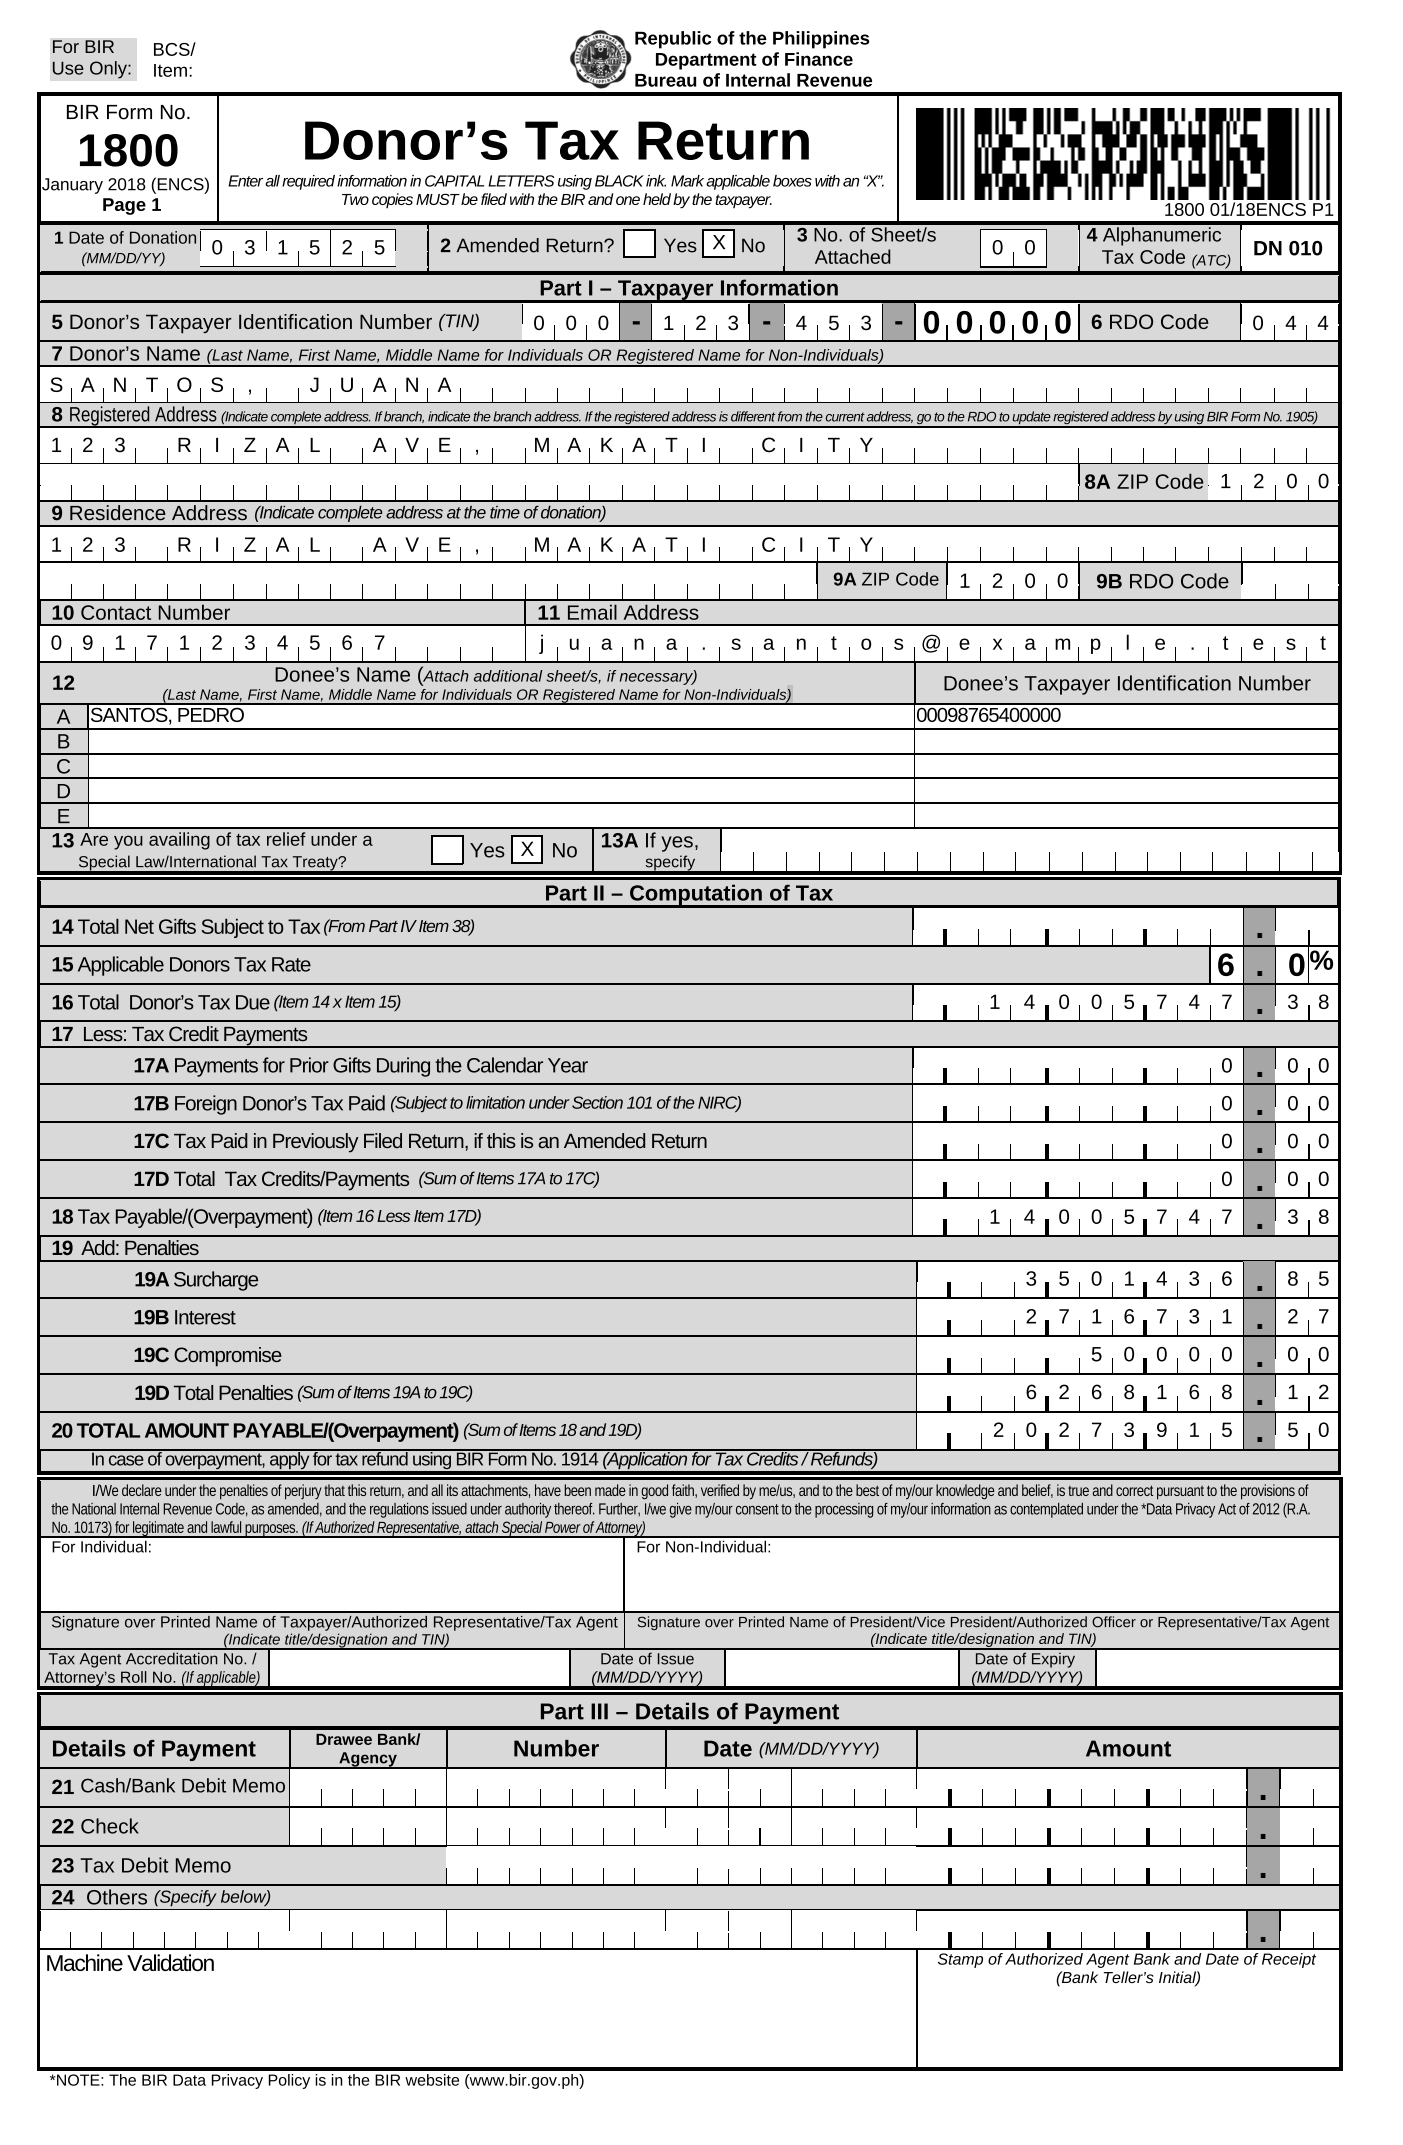 For BIR
Use Only:
BCS/
Item:
Republic of the Philippines
Department of Finance
Bureau of Internal Revenue
BIR Form No.
1800
January 2018 (ENCS)
Page 1
Donor’s Tax Return
Enter all required information in CAPITAL LETTERS using BLACK ink. Mark applicable boxes with an “X”.
Two copies MUST be filed with the BIR and one held by the taxpayer.
1800 01/18ENCS P1
1 Date of Donation (MM/DD/YY) 0 3 1 5 2 5
2 Amended Return? Yes X No
3 No. of Sheet/s Attached 0 0
4 Alphanumeric Tax Code (ATC) DN 010
Part I – Taxpayer Information
5 Donor’s Taxpayer Identification Number (TIN) 0 0 0 - 1 2 3 - 4 5 3 - 0 0 0 0 0 6 RDO Code 0 4 4
7 Donor’s Name (Last Name, First Name, Middle Name for Individuals OR Registered Name for Non-Individuals)
SANTOS, JUANA
8 Registered Address (Indicate complete address. If branch, indicate the branch address. If the registered address is different from the current address, go to the RDO to update registered address by using BIR Form No. 1905)
123 RIZAL AVE, MAKATI CITY
8A ZIP Code 1 2 0 0
9 Residence Address (Indicate complete address at the time of donation)
123 RIZAL AVE, MAKATI CITY
9A ZIP Code 1 2 0 0 9B RDO Code
10 Contact Number 11 Email Address
09171234567 juana.santos@example.test
12 Donee’s Name (Attach additional sheet/s, if necessary)
(Last Name, First Name, Middle Name for Individuals OR Registered Name for Non-Individuals)
Donee’s Taxpayer Identification Number
A SANTOS, PEDRO 00098765400000
B
C
D
E
13 Are you availing of tax relief under a
Special Law/International Tax Treaty?
Yes X No
13A If yes,
specify
Part II – Computation of Tax
14 Total Net Gifts Subject to Tax (From Part IV Item 38) .
15 Applicable Donors Tax Rate 6 . 0%
16 Total Donor’s Tax Due (Item 14 x Item 15) 14005747 . 38
17 Less: Tax Credit Payments
17A Payments for Prior Gifts During the Calendar Year 0 . 00
17B Foreign Donor’s Tax Paid (Subject to limitation under Section 101 of the NIRC) 0 . 00
17C Tax Paid in Previously Filed Return, if this is an Amended Return 0 . 00
17D Total Tax Credits/Payments (Sum of Items 17A to 17C) 0 . 00
18 Tax Payable/(Overpayment) (Item 16 Less Item 17D) 14005747 . 38
19 Add: Penalties
19A Surcharge 3501436 . 85
19B Interest 2716731 . 27
19C Compromise 50000 . 00
19D Total Penalties (Sum of Items 19A to 19C) 6268168 . 12
20 TOTAL AMOUNT PAYABLE/(Overpayment) (Sum of Items 18 and 19D) 20273915 . 50
In case of overpayment, apply for tax refund using BIR Form No. 1914 (Application for Tax Credits / Refunds)
I/We declare under the penalties of perjury that this return, and all its attachments, have been made in good faith, verified by me/us, and to the best of my/our knowledge and belief, is true and correct pursuant to the provisions of
the National Internal Revenue Code, as amended, and the regulations issued under authority thereof. Further, I/we give my/our consent to the processing of my/our information as contemplated under the *Data Privacy Act of 2012 (R.A.
No. 10173) for legitimate and lawful purposes. (If Authorized Representative, attach Special Power of Attorney)
For Individual: For Non-Individual:
Signature over Printed Name of Taxpayer/Authorized Representative/Tax Agent
(Indicate title/designation and TIN)
Signature over Printed Name of President/Vice President/Authorized Officer or Representative/Tax Agent
(Indicate title/designation and TIN)
Tax Agent Accreditation No. /
Attorney’s Roll No. (If applicable)
Date of Issue
(MM/DD/YYYY)
Date of Expiry
(MM/DD/YYYY)
Part III – Details of Payment
Details of Payment Drawee Bank/ Agency Number Date (MM/DD/YYYY) Amount
21 Cash/Bank Debit Memo .
22 Check .
23 Tax Debit Memo .
24 Others (Specify below)
.
Machine Validation
Stamp of Authorized Agent Bank and Date of Receipt
(Bank Teller’s Initial)
*NOTE: The BIR Data Privacy Policy is in the BIR website (www.bir.gov.ph)